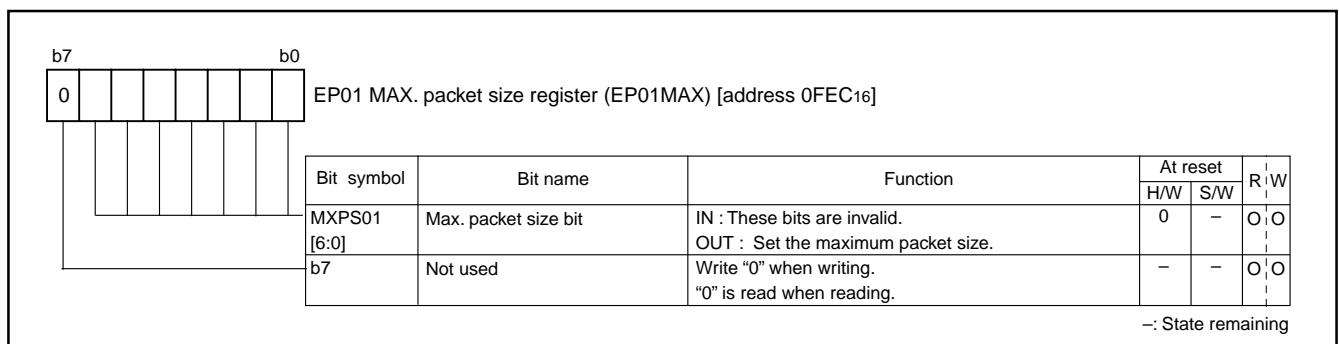 b7 b0
0 EP01 MAX. packet size register (EP01MAX) [address 0FEC16]
Bit symbol Bit name Function At reset R W
H/W S/W
MXPS01 Max. packet size bit IN : These bits are invalid. 0 – O O
[6:0] OUT : Set the maximum packet size.
b7 Not used Write “0” when writing. – – O O
“0” is read when reading.
–: State remaining